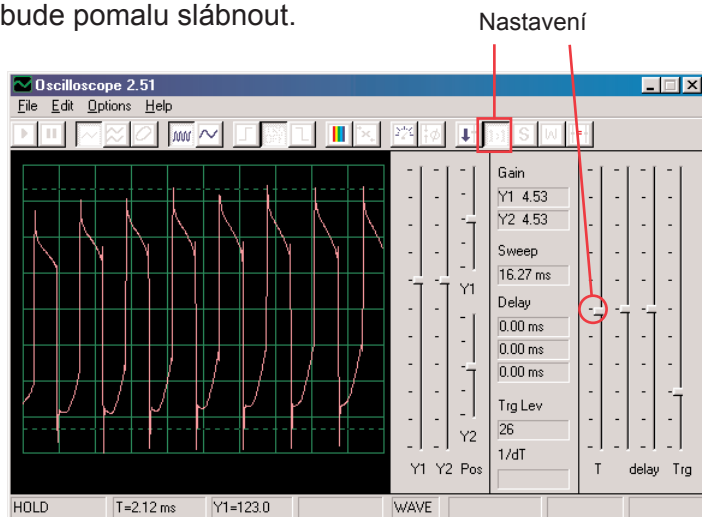 bude pomalu slábnout.
Nastavení
Oscilloscope 2.51
File Edit Options Help
1:1 S W
Gain
Y1 4.53
Y2 4.53
Sweep
16.27 ms
Y1
Delay
0.00 ms
0.00 ms
0.00 ms
Trg Lev
26
Y2
1/dT
Y1 Y2 Pos
T delay Trg
HOLD T=2.12 ms Y1=123.0 WAVE